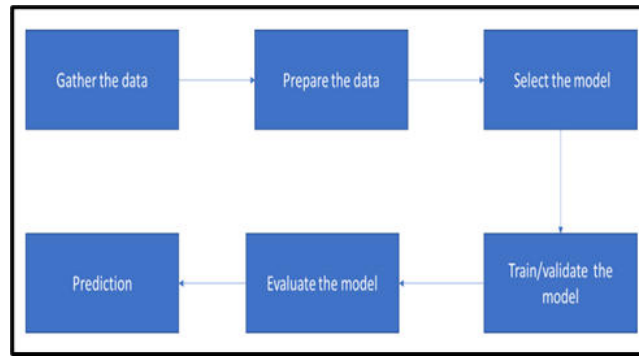 Gather the data
Prepare the data
Select the model
Train/validate the
model
Evaluate the model
Prediction